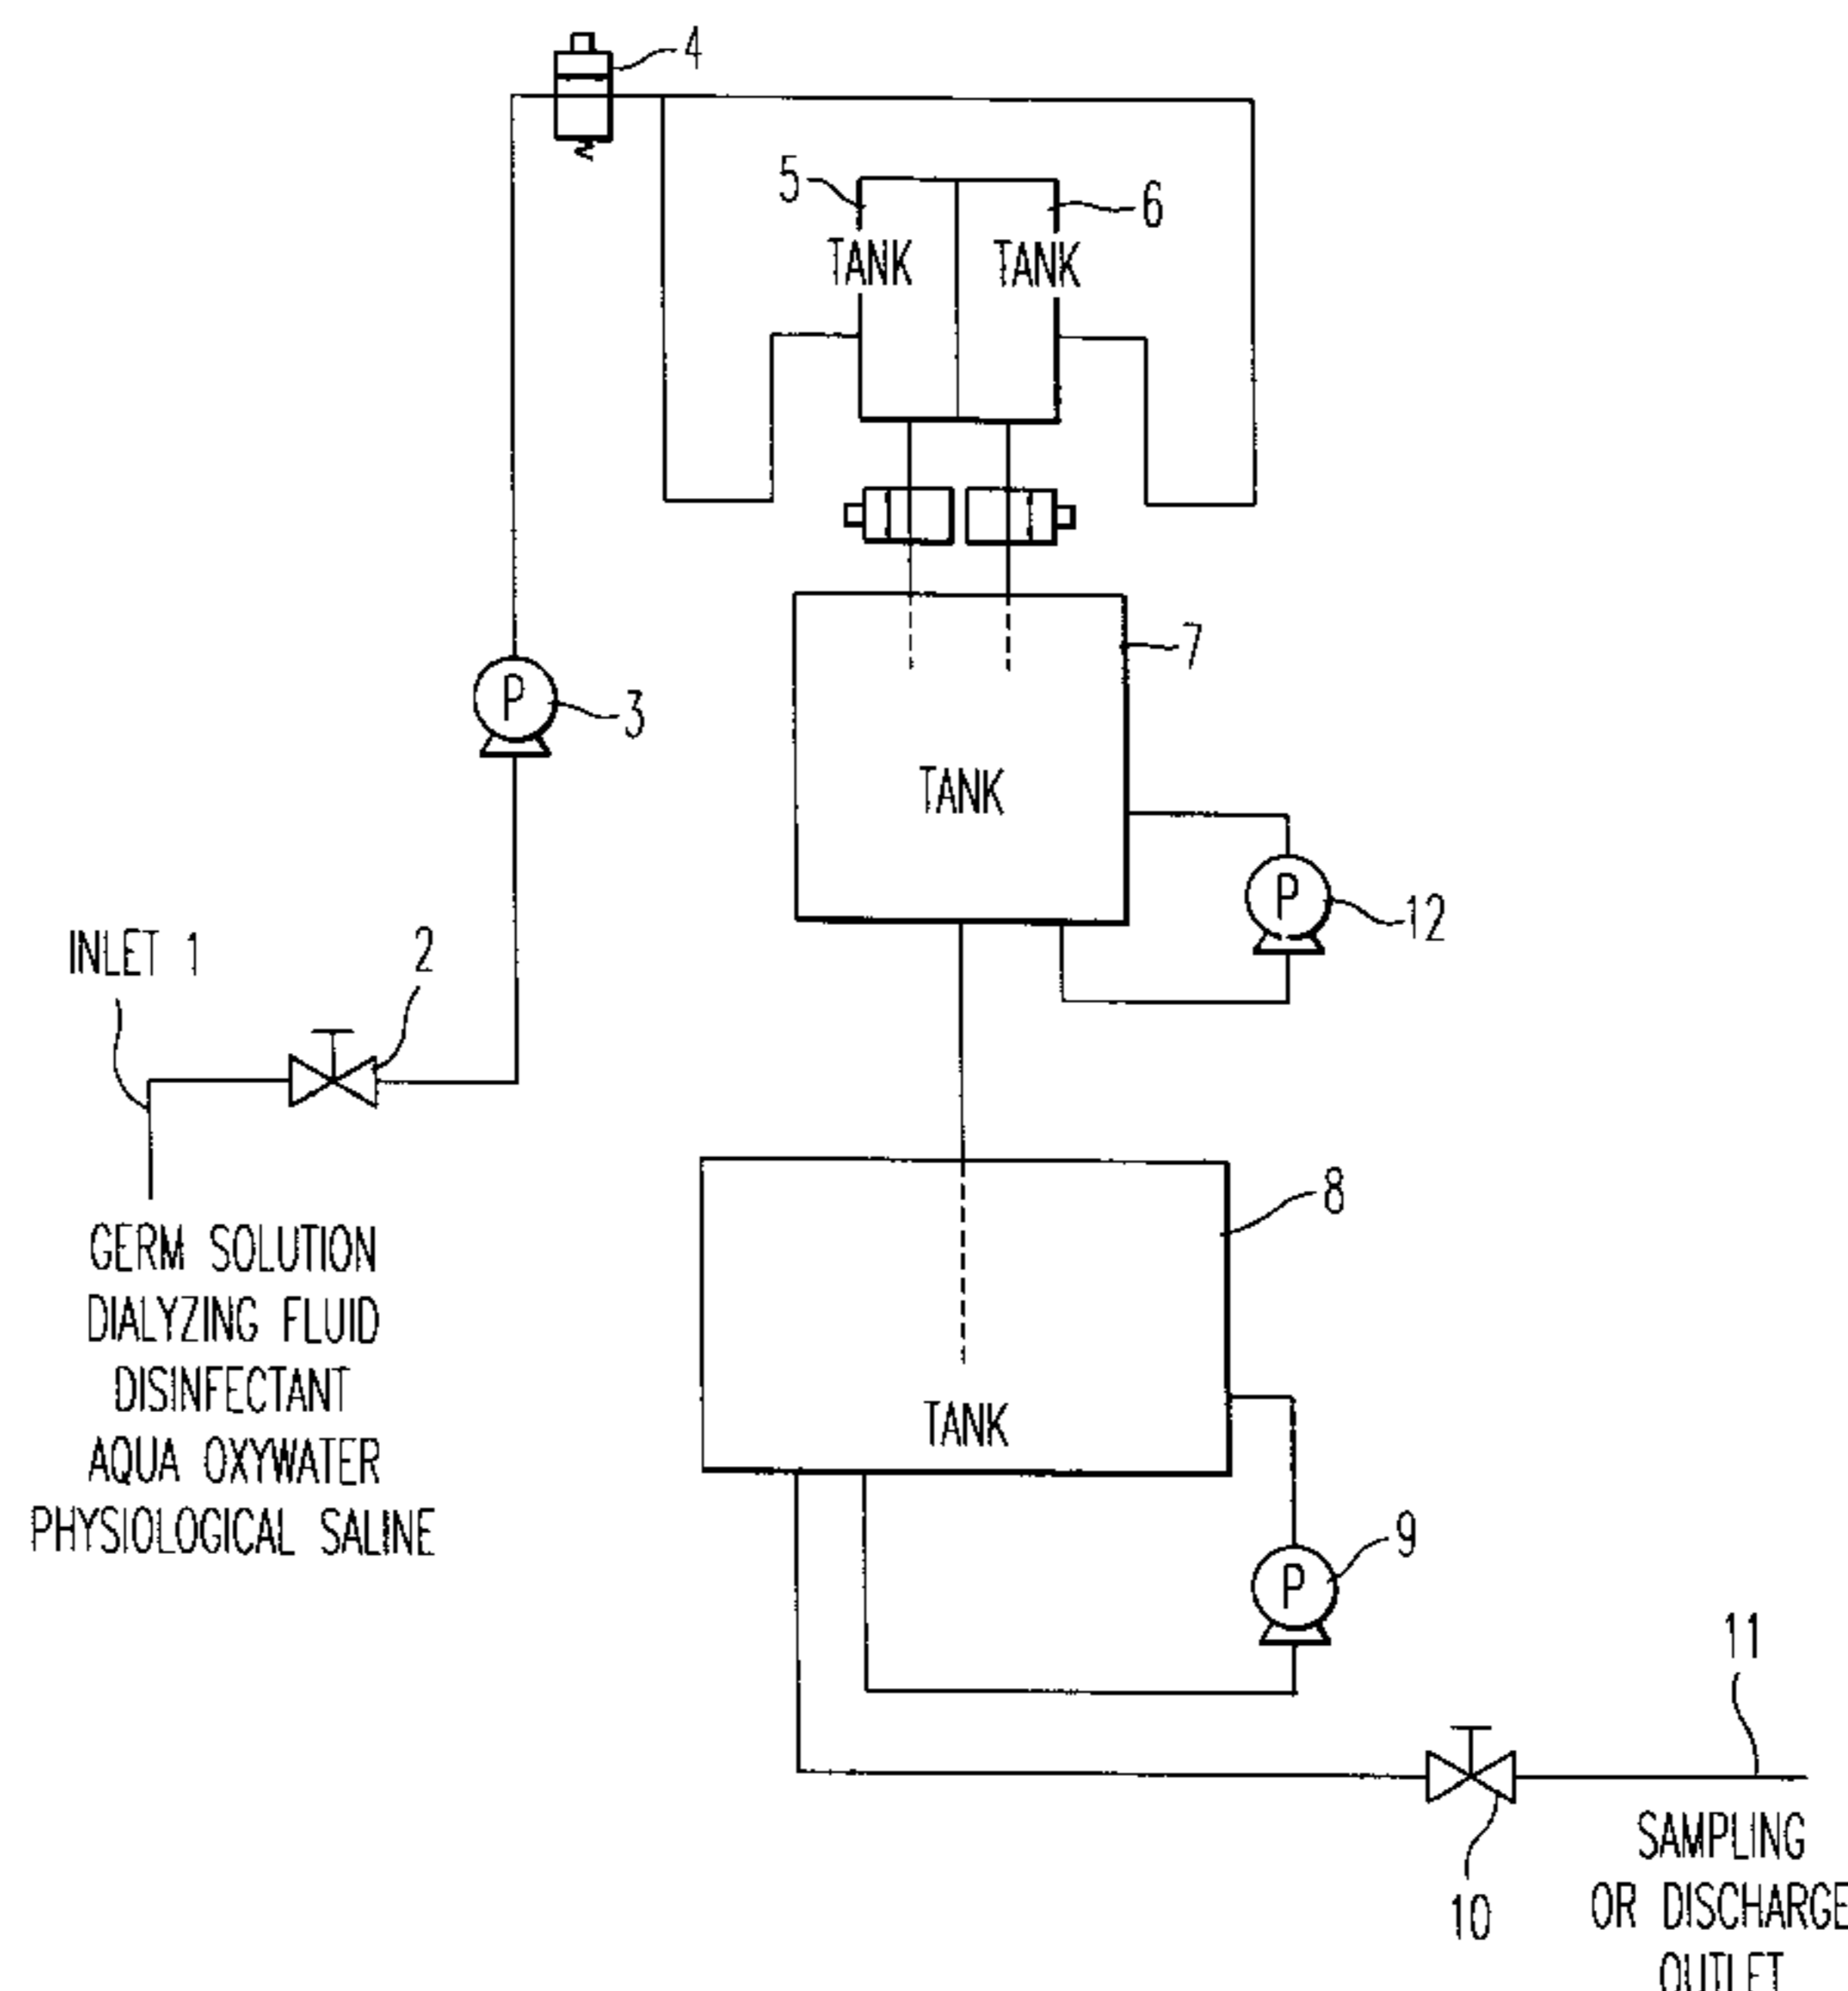 4
5
6
TANK
TANK
7
P
3
TANK
P
12
INLET 1
2
8
GERM SOLUTION
DIALYZING FLUID
DISINFECTANT
AQUA OXYWATER
PHYSIOLOGICAL SALINE
TANK
P
9
11
10
SAMPLING
OR DISCHARGE
OUTLET